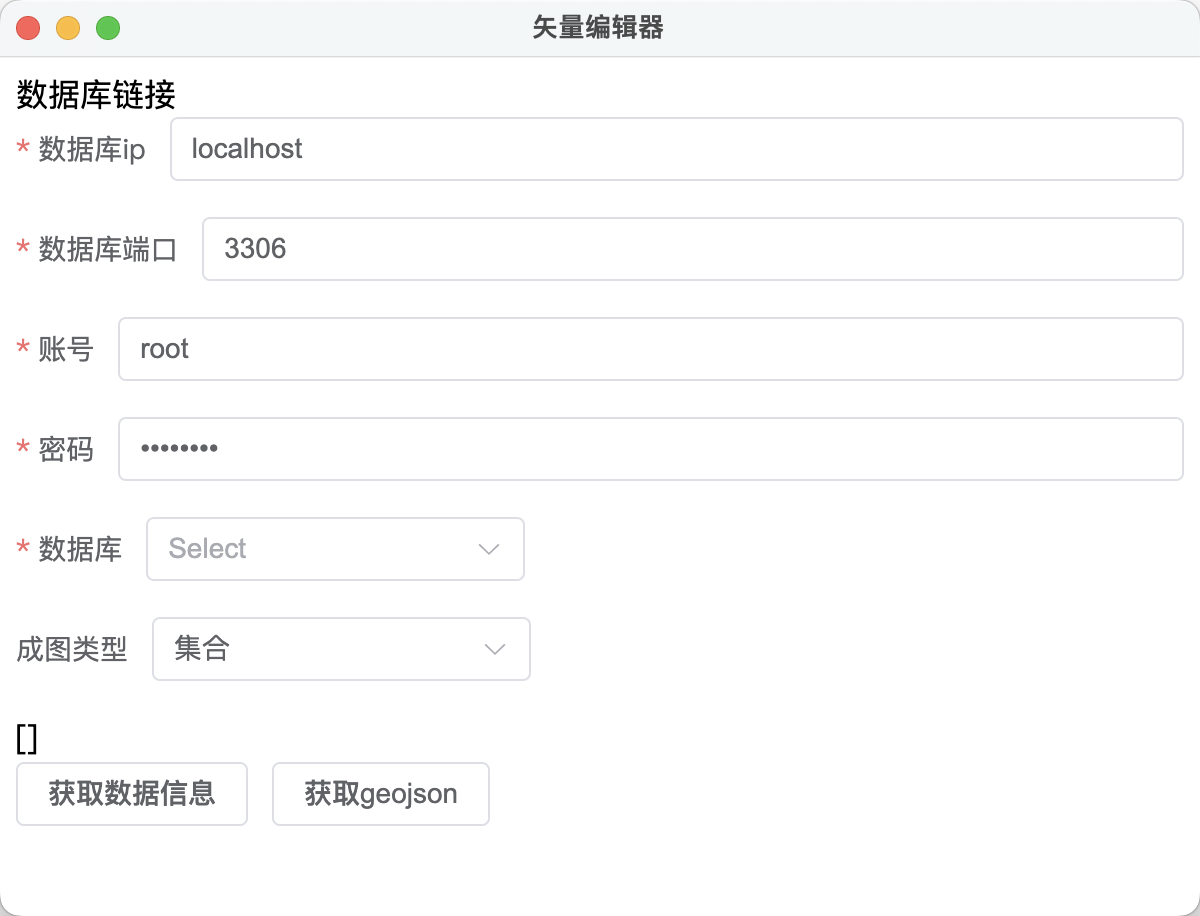 矢量编辑器
数据库链接
* 数据库ip localhost
* 数据库端口 3306
* 账号 root
* 密码 ••••••••
* 数据库 Select
成图类型 集合
[]
获取数据信息 获取geojson